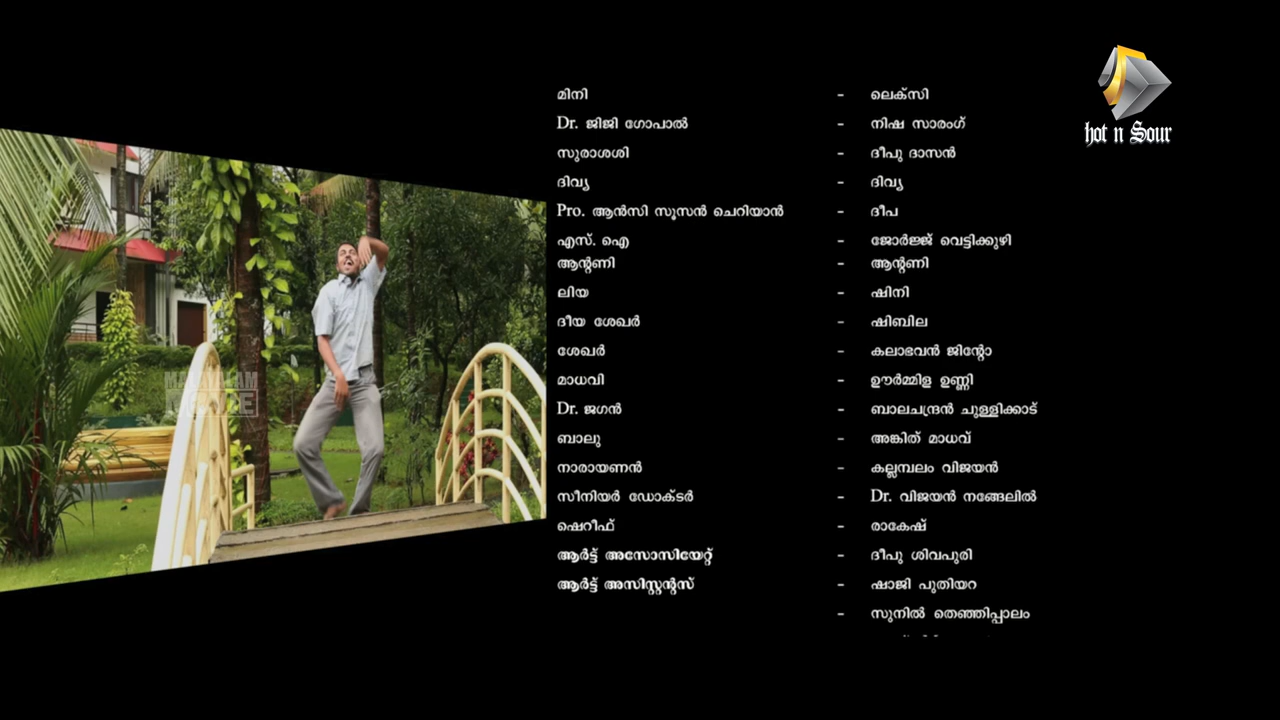 hot n Sour
മിനി - ലെക്സി
Dr. ജിജി ഗോപാൽ - നിഷ സാരംഗ്
സുരാശശി - ദീപു ദാസൻ
ദിവ്യ - ദിവ്യ
Pro. ആൻസി സൂസൻ ചെറിയാൻ - ദീപ
എസ്. ഐ - ജോർജ്ജ് വെട്ടിക്കുഴി
ആന്റണി - ആന്റണി
ലിയ - ഷിനി
ദീയ ശേഖർ - ഷിബില
ശേഖർ - കലാഭവൻ ജിന്റോ
മാധവി - ഊർമ്മിള ഉണ്ണി
Dr. ജഗൻ - ബാലചന്ദ്രൻ ചുള്ളിക്കാട്
ബാലു - അങ്കിത് മാധവ്
നാരായണൻ - കല്ലമ്പലം വിജയൻ
സീനിയർ ഡോക്ടർ - Dr. വിജയൻ നങ്ങേലിൽ
ഷെറീഫ് - രാകേഷ്
ആർട്ട് അസോസിയേറ്റ് - ദീപു ശിവപുരി
ആർട്ട് അസിസ്റ്റന്റസ് - ഷാജി പുതിയറ
- സുനിൽ തെഞ്ഞിപ്പാലം